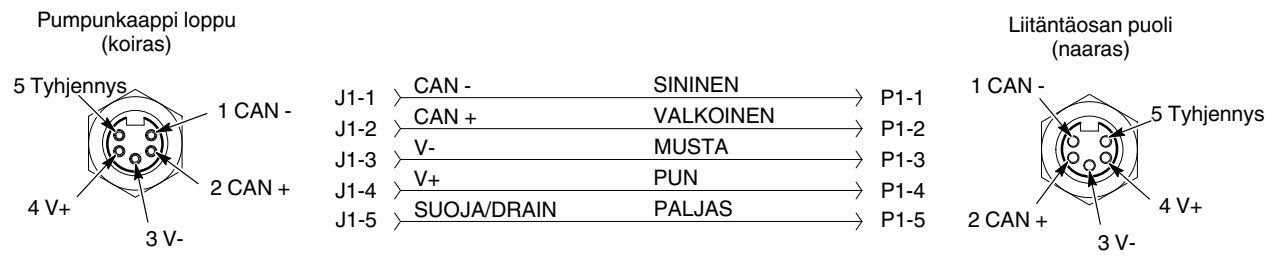 Pumpunkaappi loppu
(koiras)
5 Tyhjennys
1 CAN -
2 CAN +
4 V+
3 V-
J1-1 CAN - SININEN P1-1
J1-2 CAN + VALKOINEN P1-2
J1-3 V- MUSTA P1-3
J1-4 V+ PUN P1-4
J1-5 SUOJA/DRAIN PALJAS P1-5
Liitäntäosan puoli
(naaras)
1 CAN -
5 Tyhjennys
2 CAN +
4 V+
3 V-